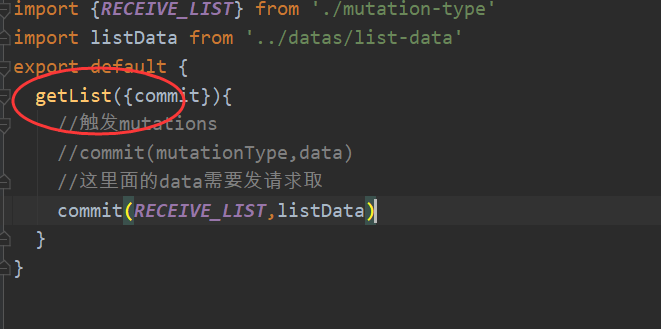 import {RECEIVE_LIST} from './mutation-type'
import listData from '../datas/list-data'
export default {
  getList({commit}){
    //触发mutations
    //commit(mutationType,data)
    //这里面的data需要发请求取
    commit(RECEIVE_LIST,listData)
  }
}